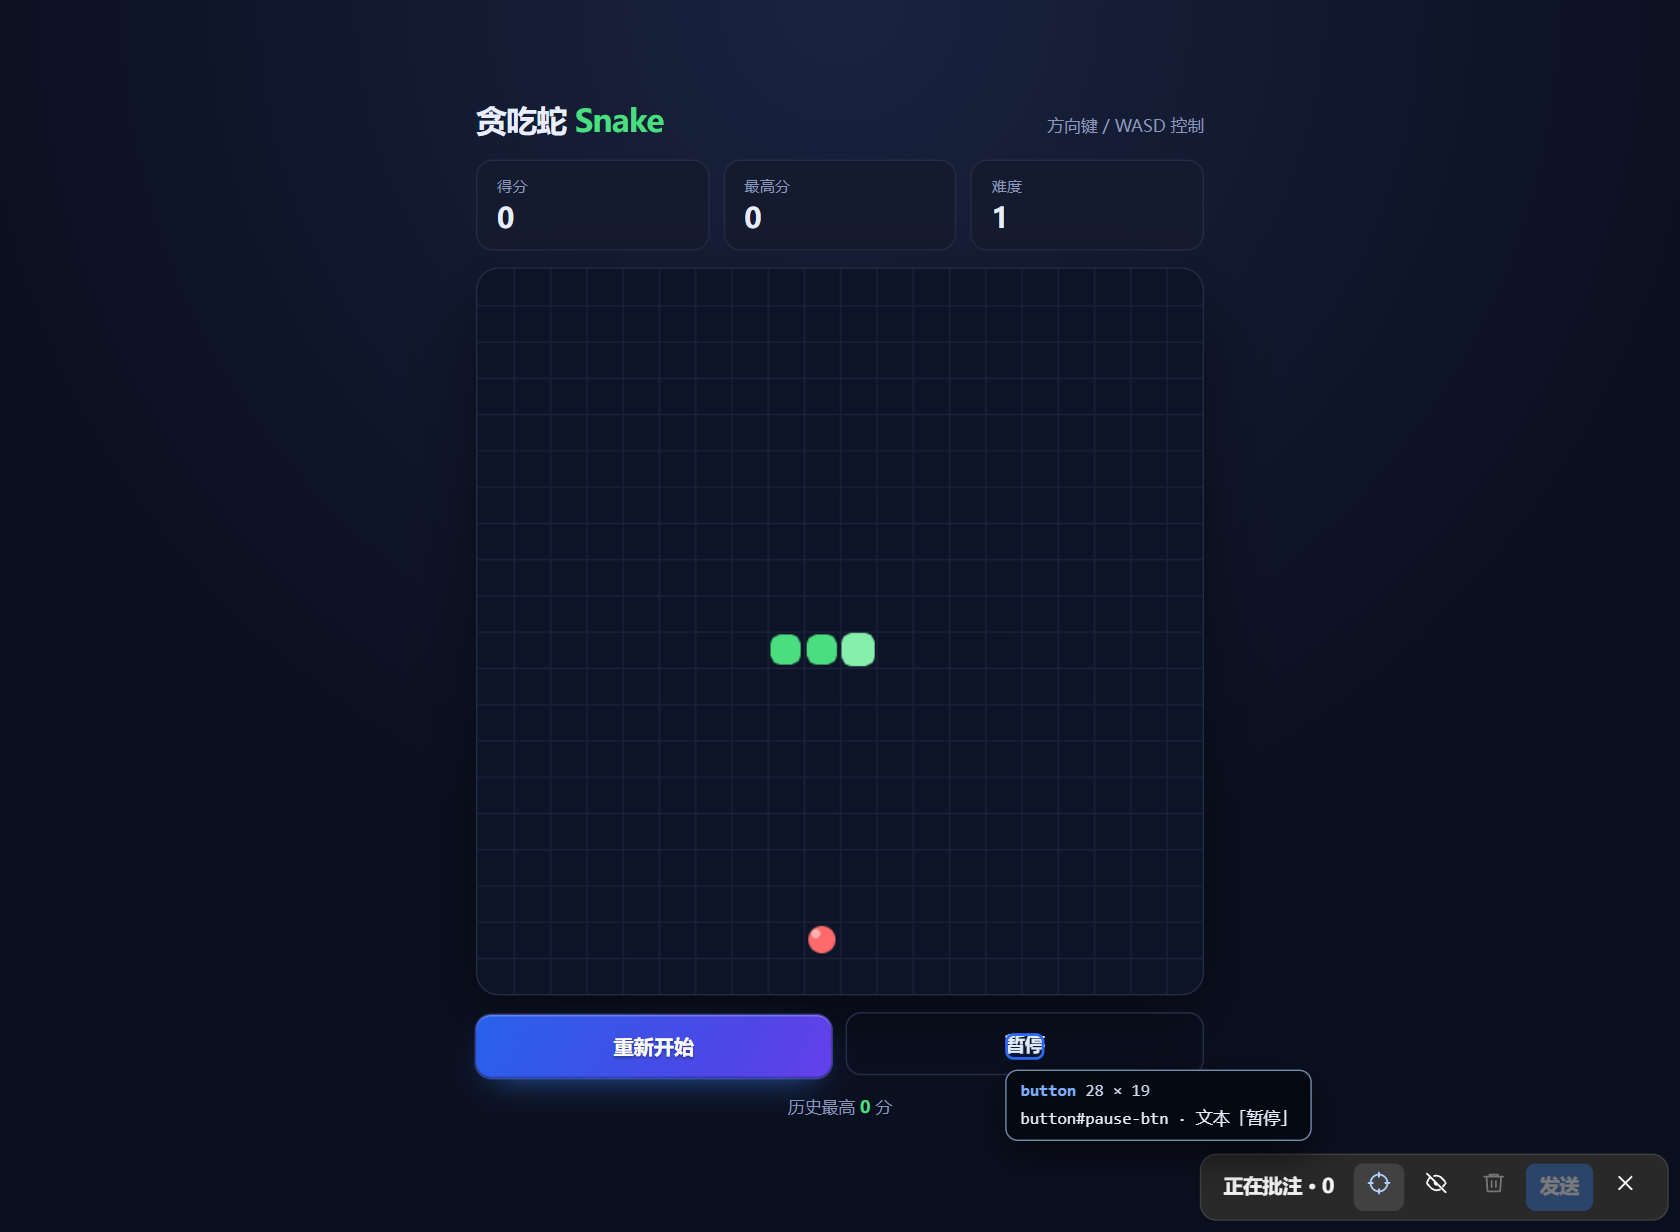 贪吃蛇 Snake
方向键 / WASD 控制
得分
0
最高分
0
难度
1
重新开始
暂停
button 28 × 19
button#pause-btn · 文本「暂停」
历史最高 0 分
正在批注 · 0
发送